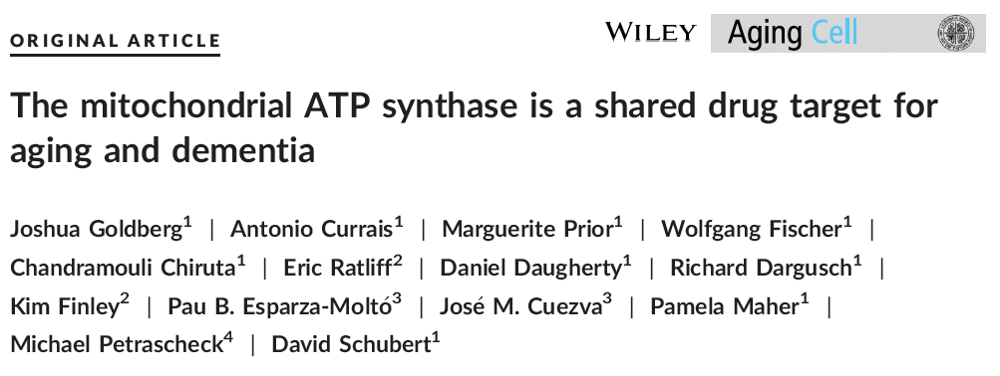 ORIGINAL ARTICLE
WILEY Aging Cell
The mitochondrial ATP synthase is a shared drug target for
aging and dementia
Joshua Goldberg¹ | Antonio Currais¹ | Marguerite Prior¹ | Wolfgang Fischer¹ |
Chandramouli Chiruta¹ | Eric Ratliff² | Daniel Daugherty¹ | Richard Dargusch¹ |
Kim Finley² | Pau B. Esparza-Moltó³ | José M. Cuezva³ | Pamela Maher¹ |
Michael Petrascheck⁴ | David Schubert¹